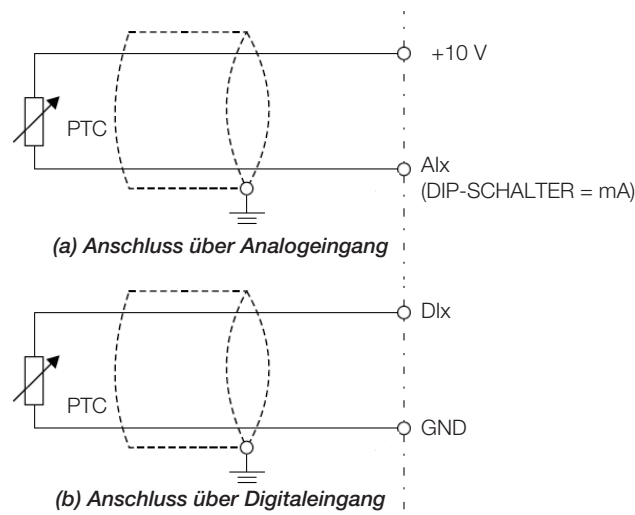 +10 V
PTC
AIx
(DIP-SCHALTER = mA)
(a) Anschluss über Analogeingang
DIx
PTC
GND
(b) Anschluss über Digitaleingang